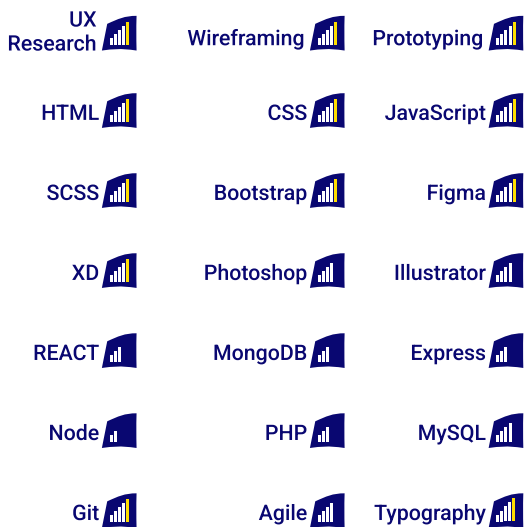 UX
Research
Wireframing
Prototyping
HTML
CSS
JavaScript
SCSS
Bootstrap
Figma
XD
Photoshop
Illustrator
REACT
MongoDB
Express
Node
PHP
MySQL
Git
Agile
Typography